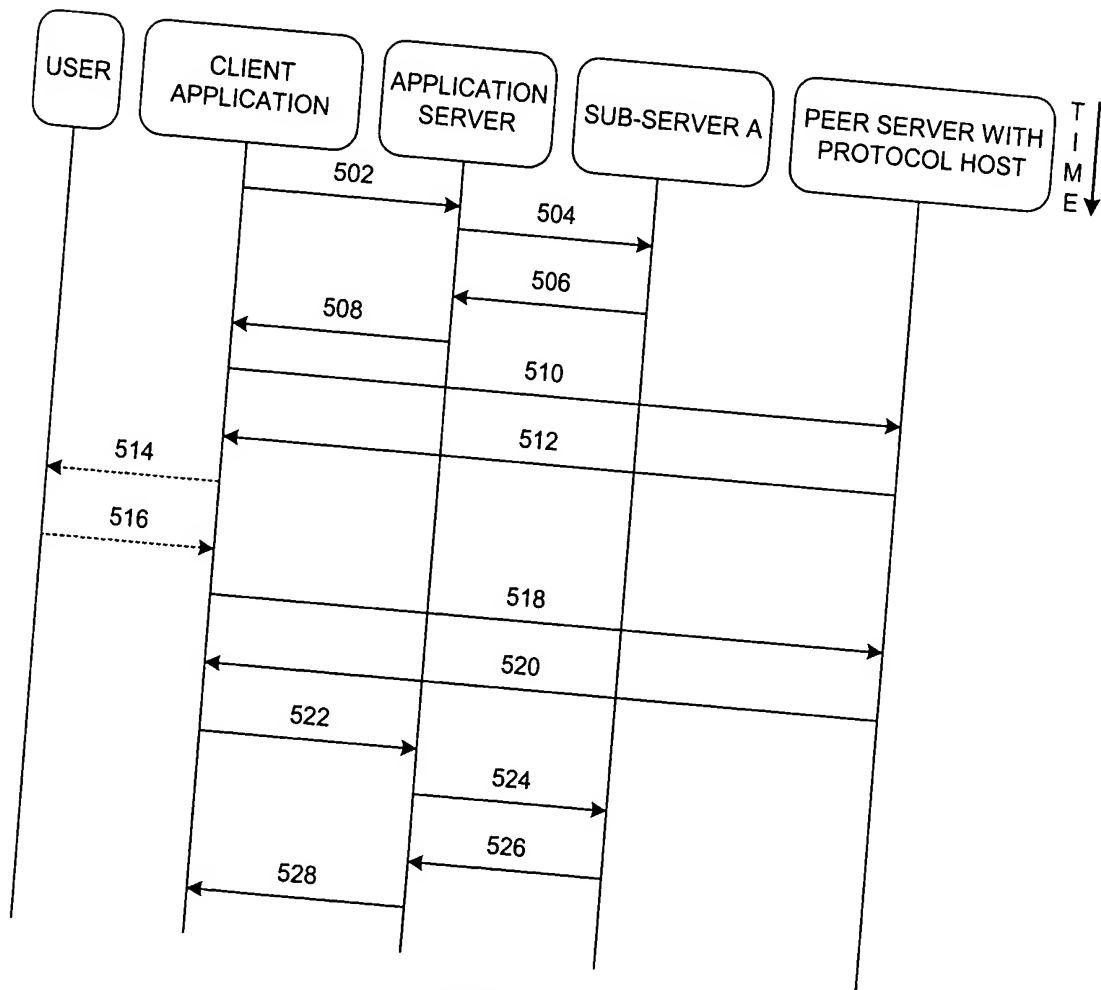 USER
CLIENT
APPLICATION
APPLICATION
SERVER
SUB-SERVER A
PEER SERVER WITH
PROTOCOL HOST
TIME
502
504
506
508
510
512
514
516
518
520
522
524
526
528